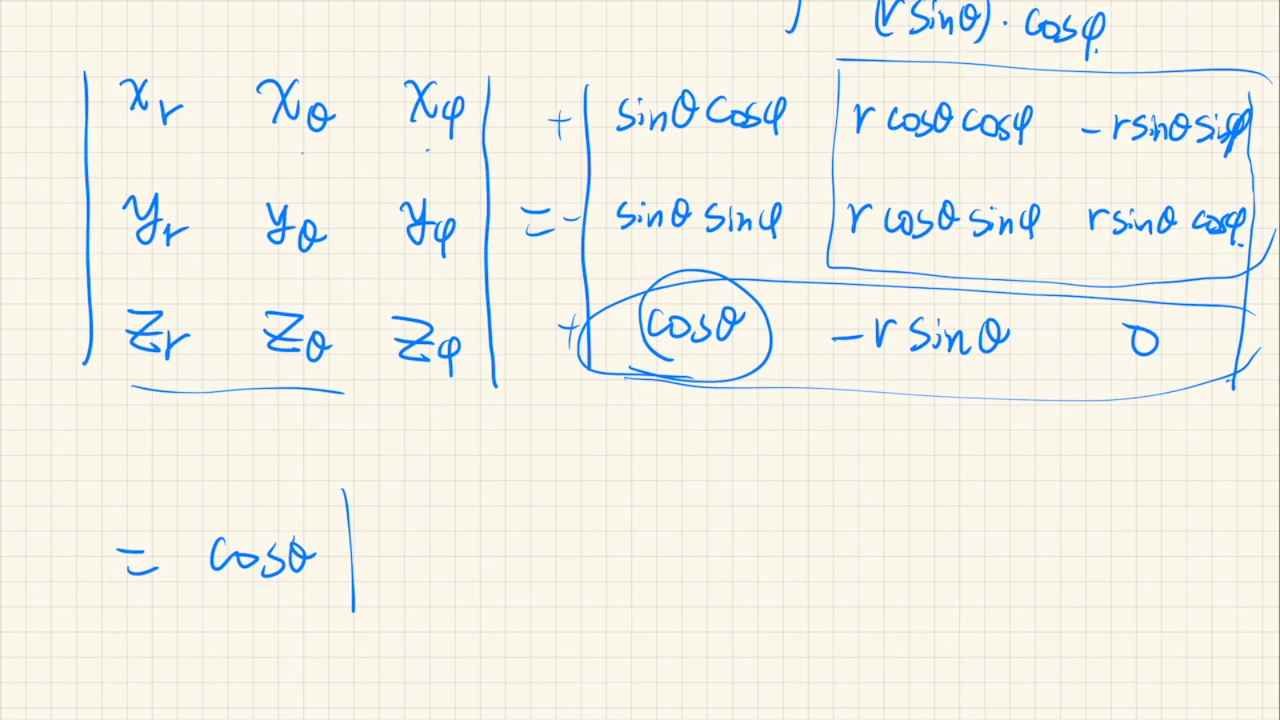 (r sinθ) · cosφ
| x_r x_θ x_φ | + | sinθ cosφ r cosθ cosφ -r sinθ sinφ |
| y_r y_θ y_φ | = - | sinθ sinφ r cosθ sinφ r sinθ cosφ |
| z_r z_θ z_φ | + | cosθ -r sinθ 0 |
= cosθ |